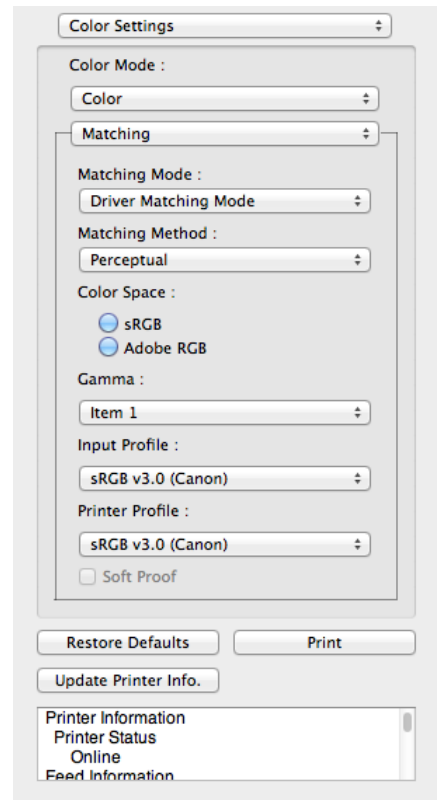 Color Settings
Color Mode :
Color
Matching
Matching Mode :
Driver Matching Mode
Matching Method :
Perceptual
Color Space :
sRGB
Adobe RGB
Gamma :
Item 1
Input Profile :
sRGB v3.0 (Canon)
Printer Profile :
sRGB v3.0 (Canon)
Soft Proof
Restore Defaults Print
Update Printer Info.
Printer Information
Printer Status
Online
Feed Information